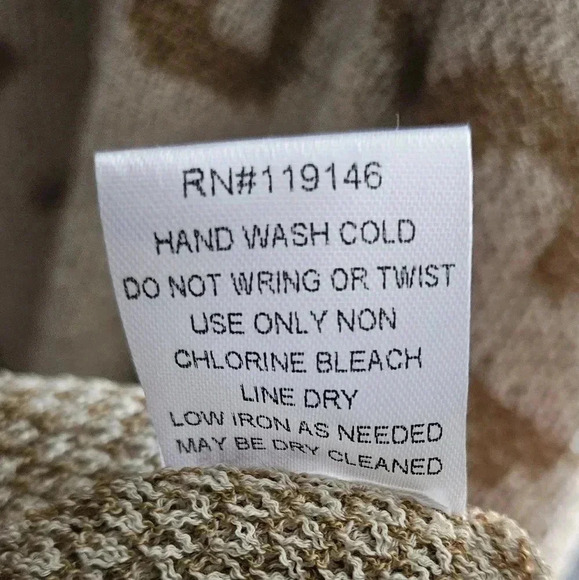 RN#119146
HAND WASH COLD
DO NOT WRING OR TWIST
USE ONLY NON
CHLORINE BLEACH
LINE DRY
LOW IRON AS NEEDED
MAY BE DRY CLEANED